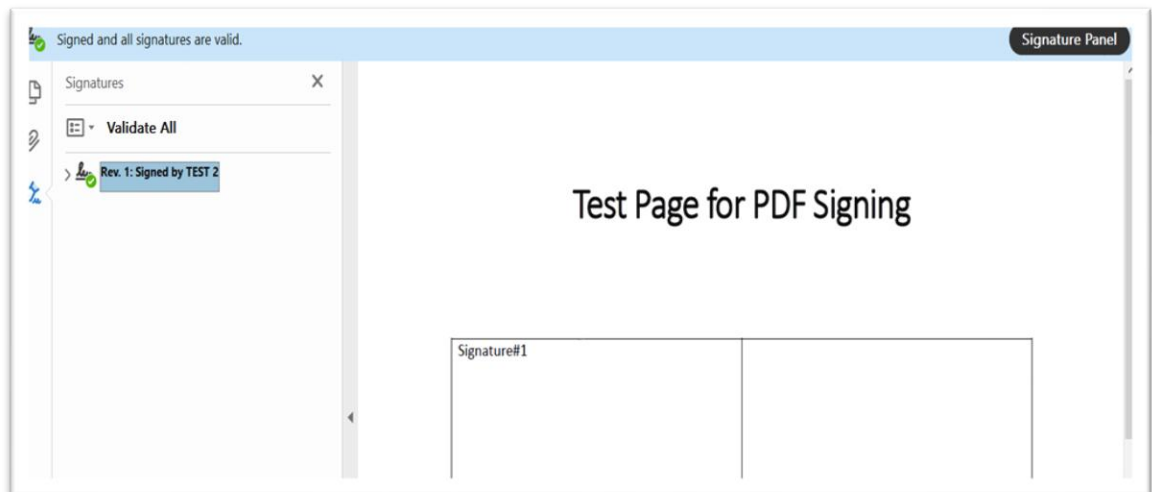 Signed and all signatures are valid.
Signature Panel
Signatures
Validate All
Rev. 1: Signed by TEST 2
Test Page for PDF Signing
Signature#1